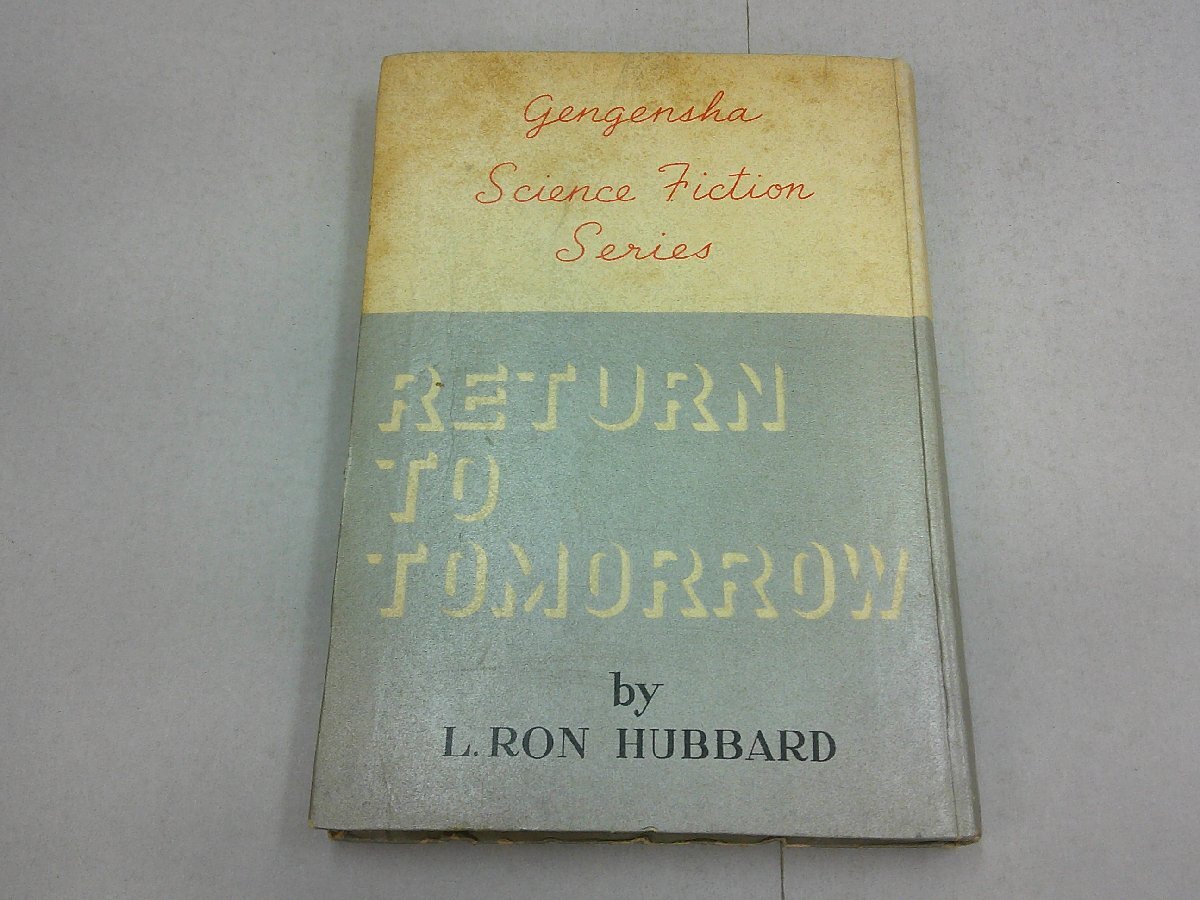 Gengensha
Science Fiction
Series
RETURN
TO
TOMORROW
by
L. RON HUBBARD